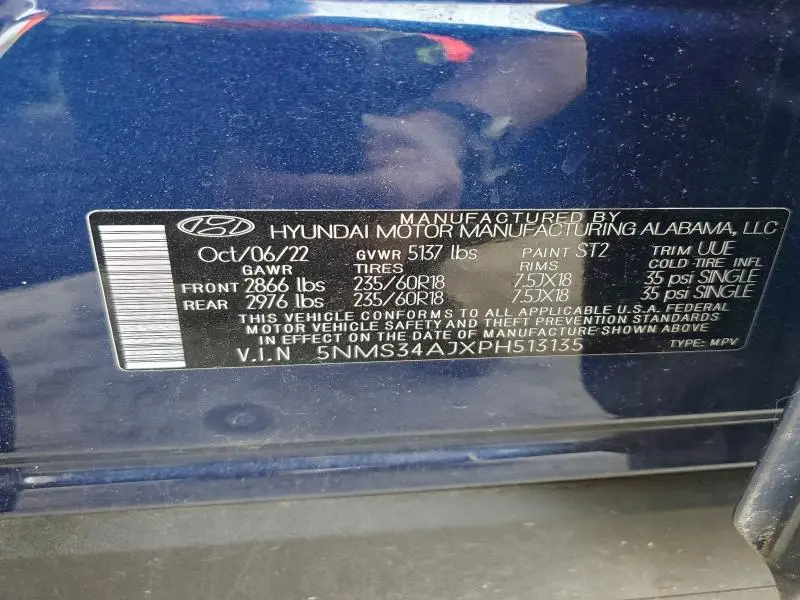 MANUFACTURED BY
HYUNDAI MOTOR MANUFACTURING ALABAMA, LLC
Oct/06/22 GVWR 5137 lbs PAINT ST2 TRIM UUE
GAWR TIRES RIMS COLD TIRE INFL
FRONT 2866 lbs 235/60R18 7.5JX18 35 psi SINGLE
REAR 2976 lbs 235/60R18 7.5JX18 35 psi SINGLE
THIS VEHICLE CONFORMS TO ALL APPLICABLE U.S.A. FEDERAL
MOTOR VEHICLE SAFETY AND THEFT PREVENTION STANDARDS
IN EFFECT ON THE DATE OF MANUFACTURE SHOWN ABOVE
V.I.N 5NMS34AJXPH513135 TYPE: MPV